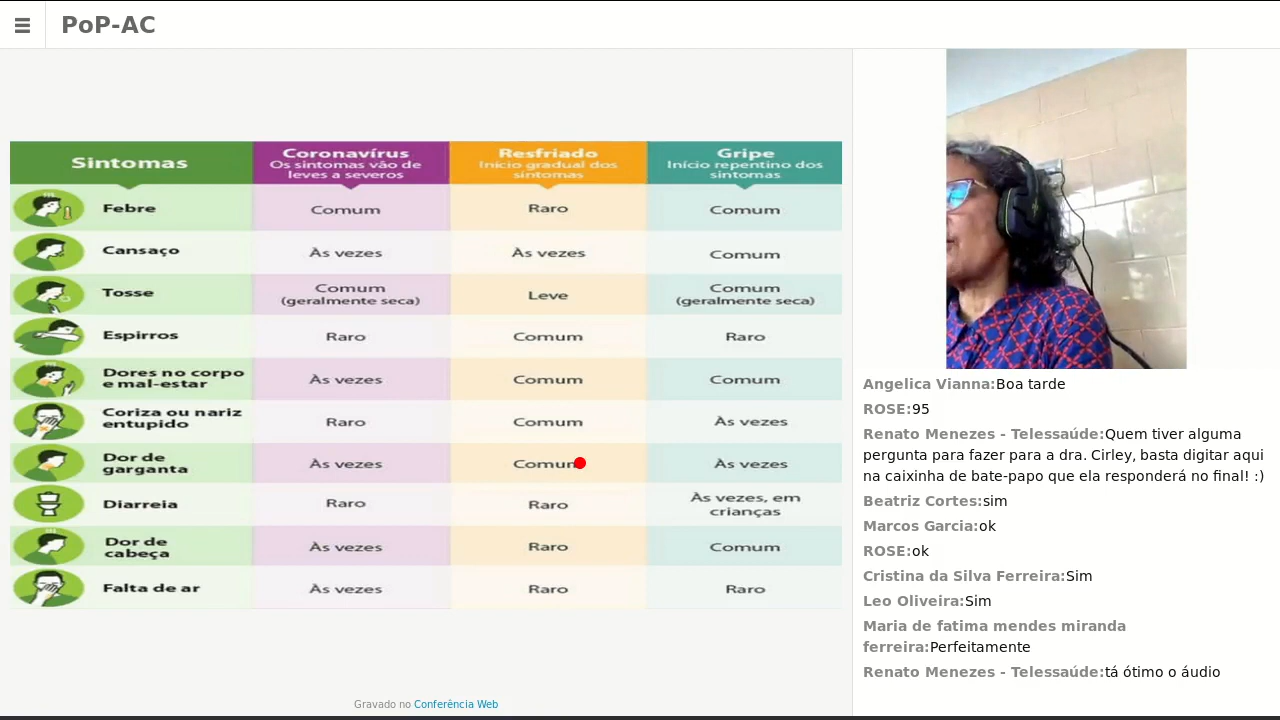 PoP-AC
Sintomas
Coronavírus
Os sintomas vão de
leves a severos
Resfriado
Início gradual dos
sintomas
Gripe
Início repentino dos
sintomas
Febre
Comum
Raro
Comum
Cansaço
Às vezes
Às vezes
Comum
Tosse
Comum
(geralmente seca)
Leve
Comum
(geralmente seca)
Espirros
Raro
Comum
Raro
Dores no corpo
e mal-estar
Às vezes
Comum
Comum
Coriza ou nariz
entupido
Raro
Comum
Às vezes
Dor de
garganta
Às vezes
Comum
Às vezes
Diarreia
Raro
Raro
Às vezes, em
crianças
Dor de
cabeça
Às vezes
Raro
Comum
Falta de ar
Às vezes
Raro
Raro
Gravado no Conferência Web
Angelica Vianna:Boa tarde
ROSE:95
Renato Menezes - Telessaúde:Quem tiver alguma
pergunta para fazer para a dra. Cirley, basta digitar aqui
na caixinha de bate-papo que ela responderá no final! :)
Beatriz Cortes:sim
Marcos Garcia:ok
ROSE:ok
Cristina da Silva Ferreira:Sim
Leo Oliveira:Sim
Maria de fatima mendes miranda
ferreira:Perfeitamente
Renato Menezes - Telessaúde:tá ótimo o áudio